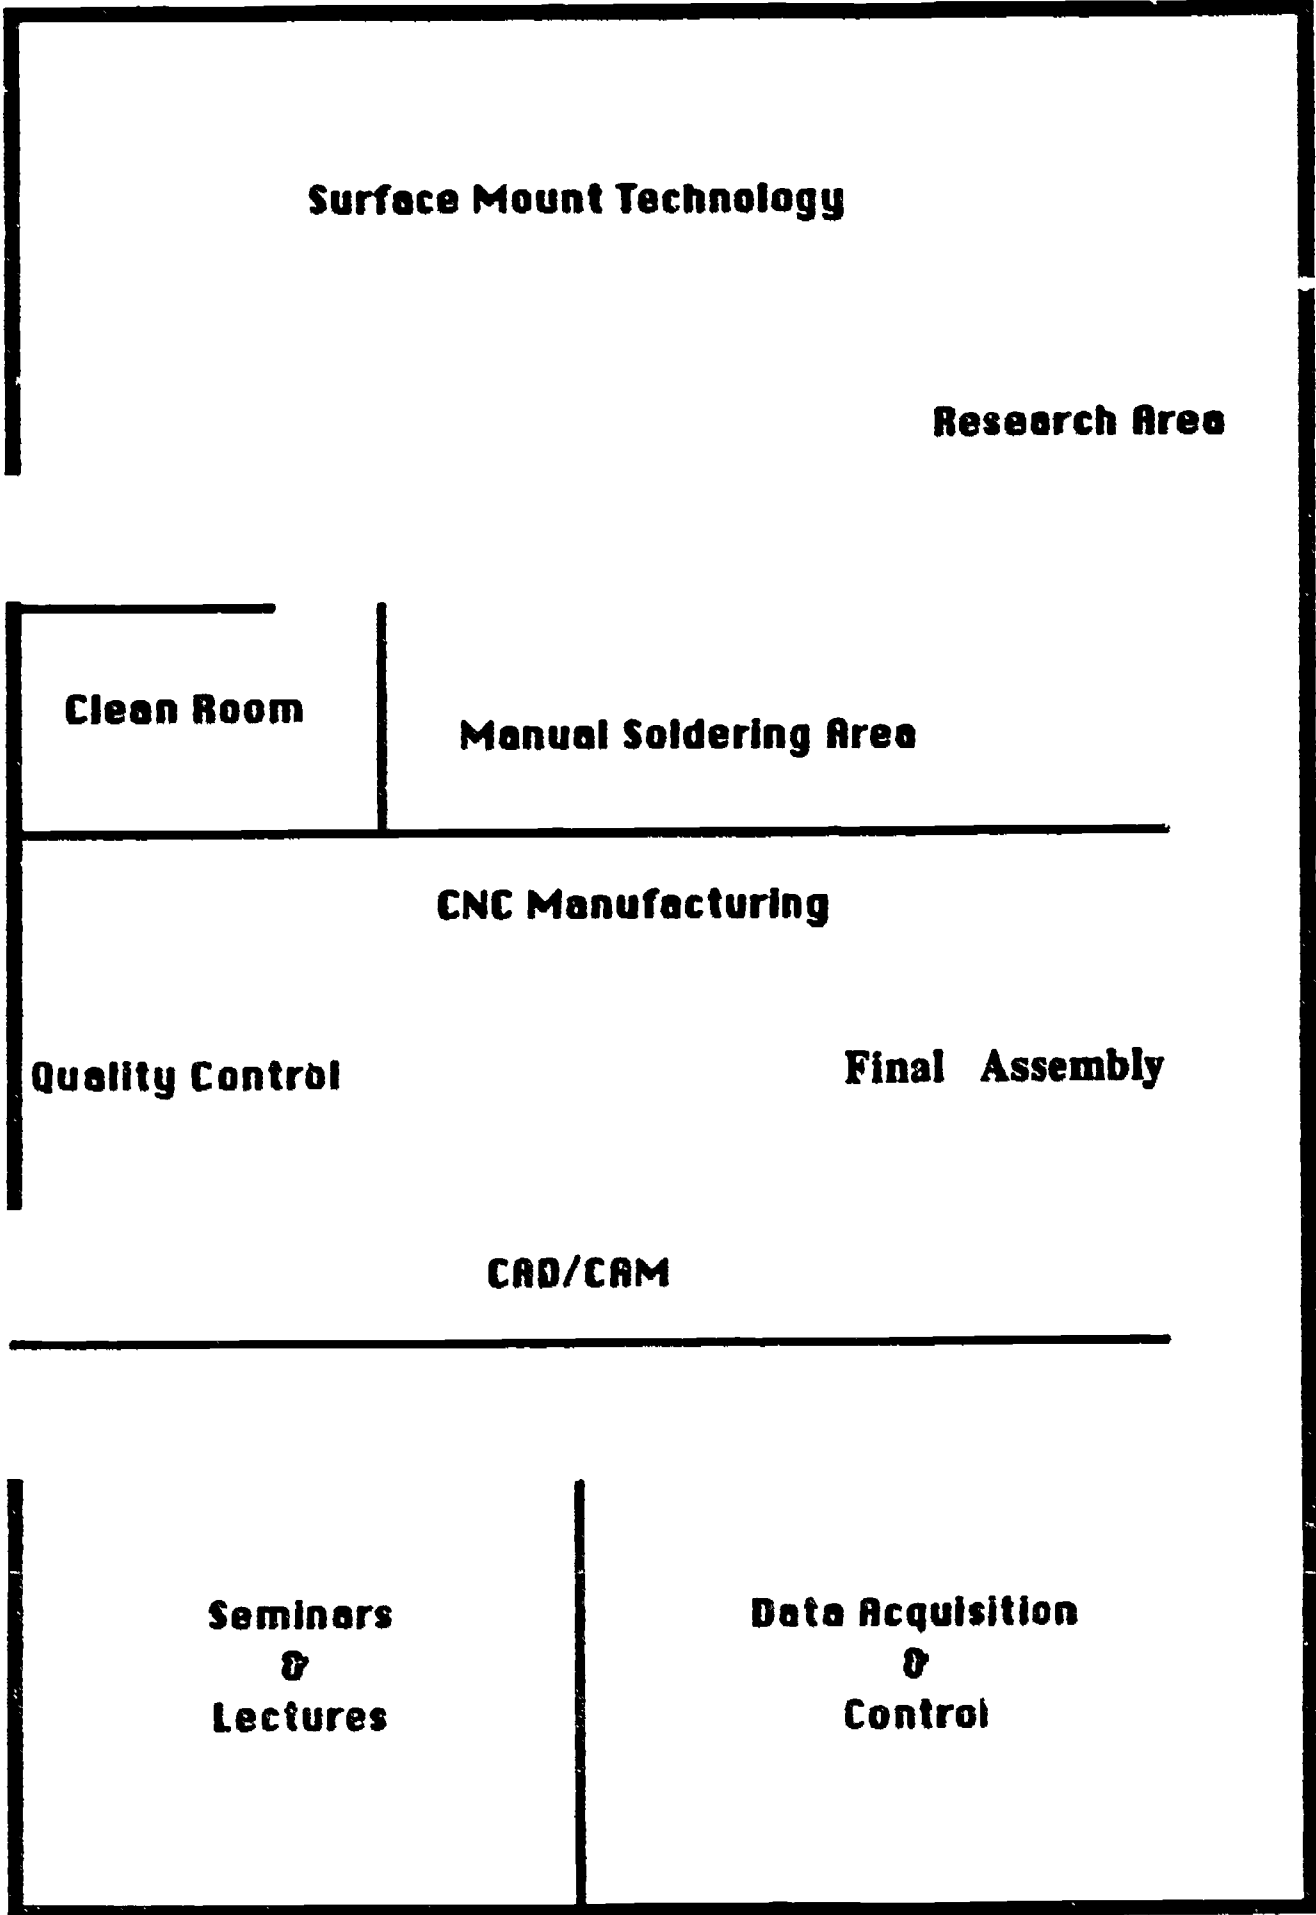 Surface Mount Technology
Research Area
Clean Room
Manual Soldering Area
CNC Manufacturing
Quality Control
Final Assembly
CAD/CAM
Seminars
&
Lectures
Data Acquisition
&
Control